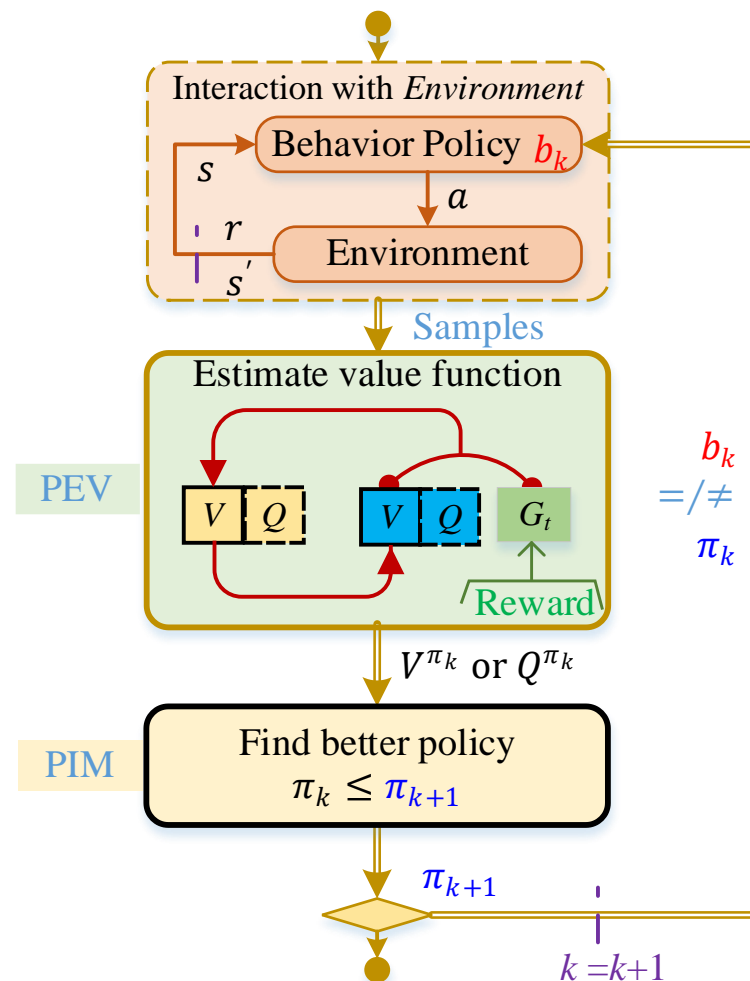 Interaction with Environment
Behavior Policy b_k
s
a
r
Environment
s'
Samples
Estimate value function
PEV
V Q
V Q G_t
b_k
=/≠
π_k
Reward
V^{π_k} or Q^{π_k}
Find better policy
PIM
π_k ≤ π_{k+1}
π_{k+1}
k =k+1